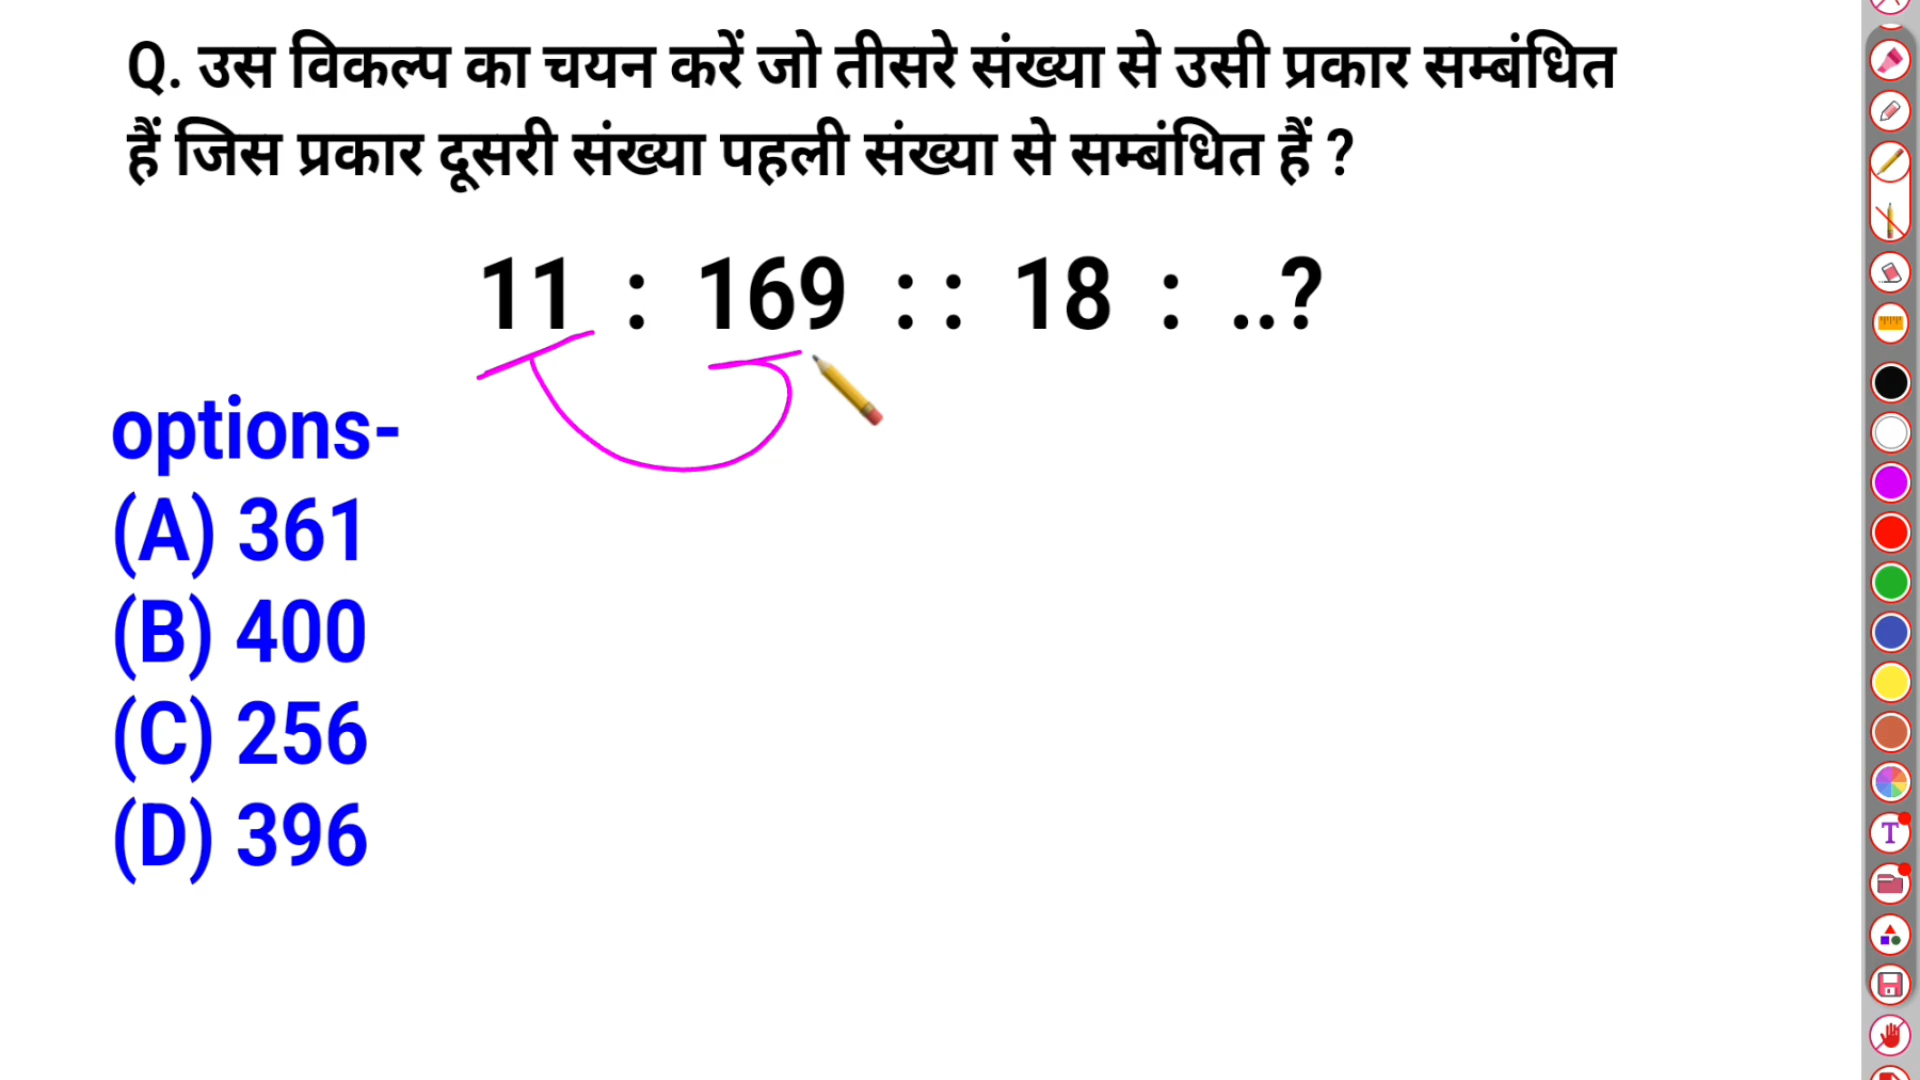 Q. उस विकल्प का चयन करें जो तीसरे संख्या से उसी प्रकार सम्बंधित
हैं जिस प्रकार दूसरी संख्या पहली संख्या से सम्बंधित हैं ?
11 : 169 : : 18 : ..?
options-
(A) 361
(B) 400
(C) 256
(D) 396
T